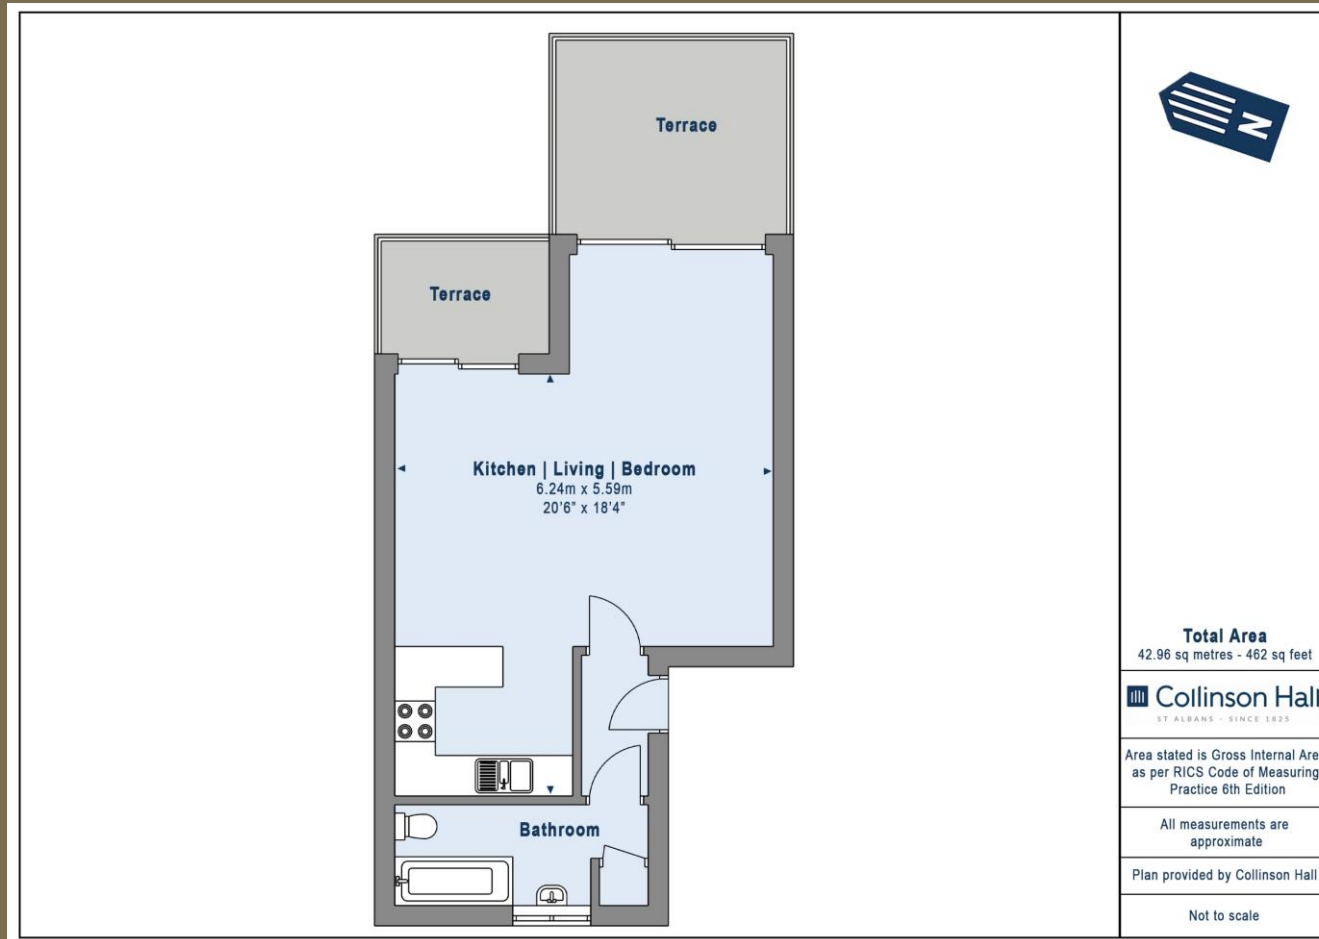 Terrace
Terrace
Kitchen | Living | Bedroom
6.24m x 5.59m
20'6" x 18'4"
Bathroom
N
Total Area
42.96 sq metres - 462 sq feet
Collinson Hall
ST ALBANS - SINCE 1825
Area stated is Gross Internal Are
as per RICS Code of Measuring
Practice 6th Edition
All measurements are
approximate
Plan provided by Collinson Hall
Not to scale